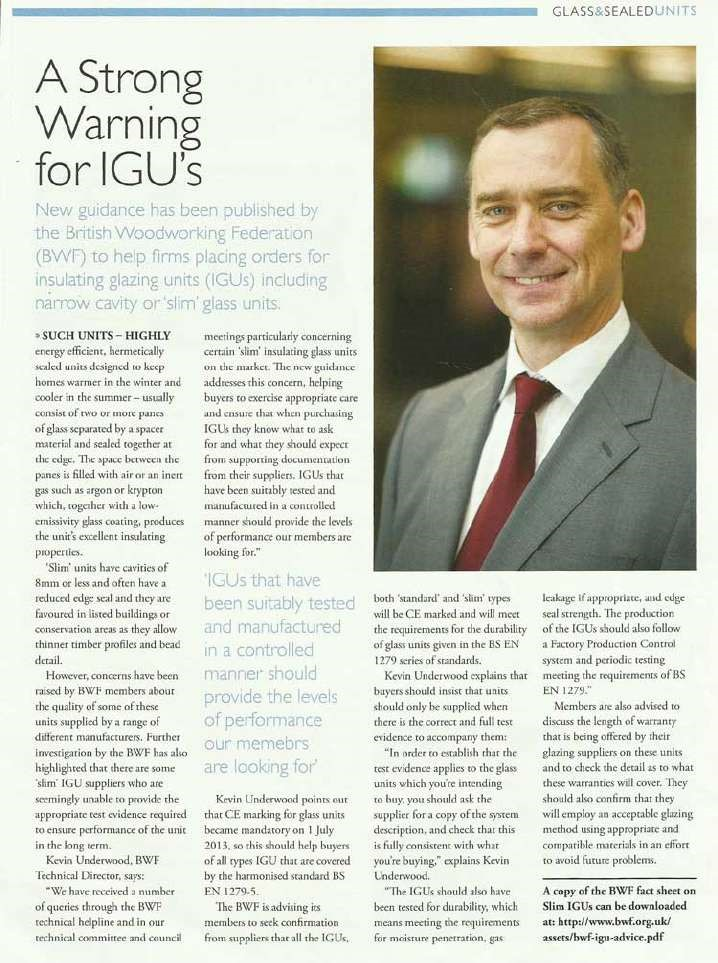 GLASS&SEALEDUNITS
A Strong
Warning
for IGU's
New guidance has been published by
the British Woodworking Federation
(BWF) to help firms placing orders for
insulating glazing units (IGUs) including
narrow cavity or 'slim' glass units.
» SUCH UNITS – HIGHLY
energy efficient, hermetically
sealed units designed to keep
homes warmer in the winter and
cooler in the summer – usually
consist of two or more panes
of glass separated by a spacer
material and sealed together at
the edge. The space between the
panes is filled with air or an inert
gas such as argon or krypton
which, together with a low-
emissivity glass coating, produces
the unit's excellent insulating
properties.
'Slim' units have cavities of
8mm or less and often have a
reduced edge seal and they are
favoured in listed buildings or
conservation areas as they allow
thinner timber profiles and bead
detail.
However, concerns have been
raised by BWF members about
the quality of some of these
units supplied by a range of
different manufacturers. Further
investigation by the BWF has also
highlighted that there are some
'slim' IGU suppliers who are
seemingly unable to provide the
appropriate test evidence required
to ensure performance of the unit
in the long term.
Kevin Underwood, BWF
Technical Director, says:
"We have received a number
of queries through the BWF
technical helpline and in our
technical committee and council
meetings particularly concerning
certain 'slim' insulating glass units
on the market. The new guidance
addresses this concern, helping
buyers to exercise appropriate care
and ensure that when purchasing
IGUs they know what to ask
for and what they should expect
from supporting documentation
from their suppliers. IGUs that
have been suitably tested and
manufactured in a controlled
manner should provide the levels
of performance our members are
looking for."
'IGUs that have
been suitably tested
and manufactured
in a controlled
manner should
provide the levels
of performance
our memebrs
are looking for'
Kevin Underwood points out
that CE marking for glass units
became mandatory on 1 July
2013, so this should help buyers
of all types IGU that are covered
by the harmonised standard BS
EN 1279-5.
The BWF is advising its
members to seek confirmation
from suppliers that all the IGUs,
both 'standard' and 'slim' types
will be CE marked and will meet
the requirements for the durability
of glass units given in the BS EN
1279 series of standards.
Kevin Underwood explains that
buyers should insist that units
should only be supplied when
there is the correct and full test
evidence to accompany them:
"In order to establish that the
test evidence applies to the glass
units which you're intending
to buy, you should ask the
supplier for a copy of the system
description, and check that this
is fully consistent with what
you're buying," explains Kevin
Underwood.
"The IGUs should also have
been tested for durability, which
means meeting the requirements
for moisture penetration, gas
leakage if appropriate, and edge
seal strength. The production
of the IGUs should also follow
a Factory Production Control
system and periodic testing
meeting the requirements of BS
EN 1279."
Members are also advised to
discuss the length of warranty
that is being offered by their
glazing suppliers on these units
and to check the detail as to what
these warranties will cover. They
should also confirm that they
will employ an acceptable glazing
method using appropriate and
compatible materials in an effort
to avoid future problems.
A copy of the BWF fact sheet on
Slim IGUs can be downloaded
at: http://www.bwf.org.uk/
assets/bwf-igu-advice.pdf